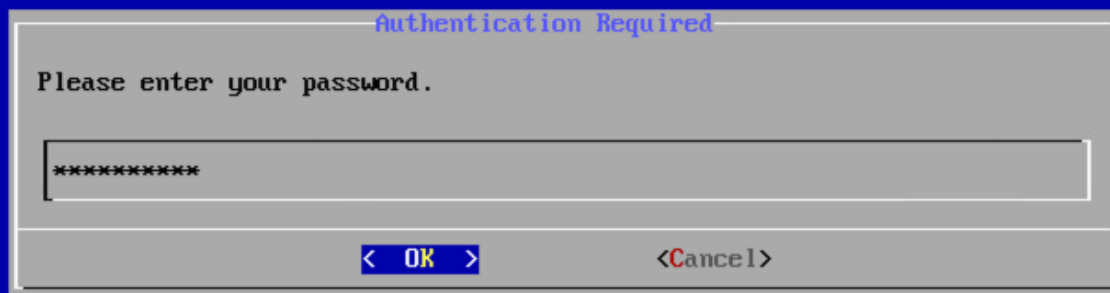 Authentication Required
Please enter your password.
**********
< OK > <Cancel>